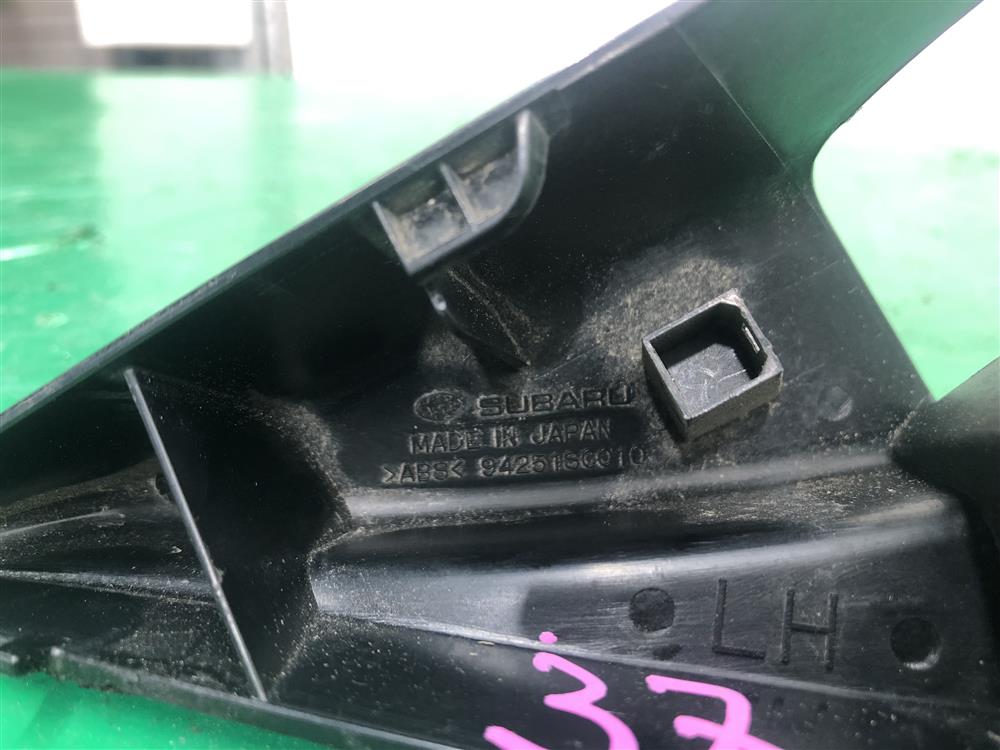 SUBARU
MADE IN JAPAN
>ABS< 94251SG010
LH
37